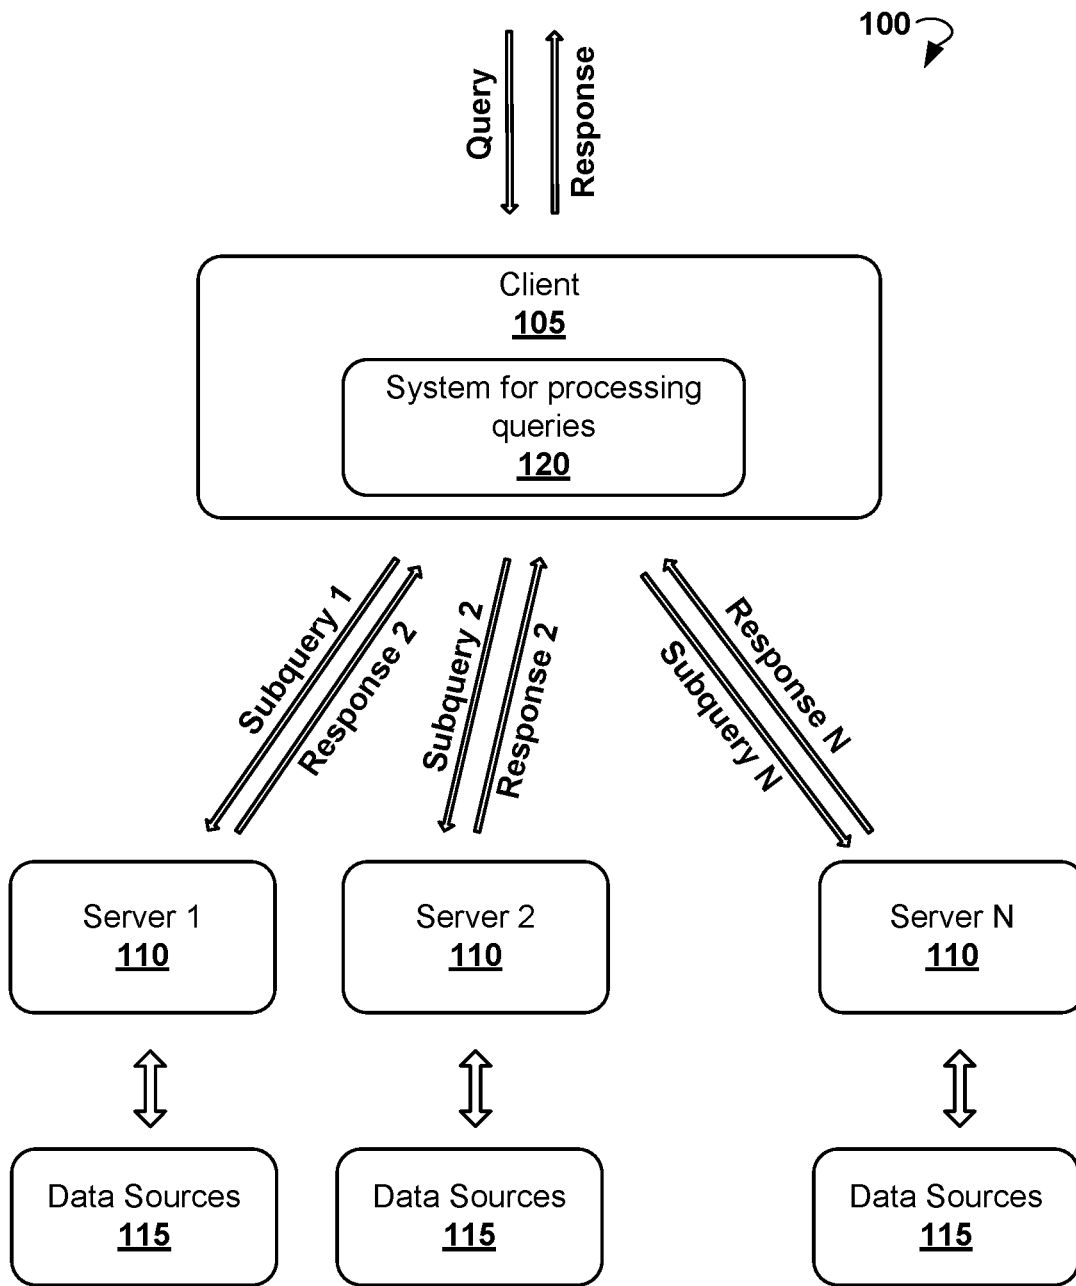 100
Query
Response
Client
105
System for processing
queries
120
Subquery 1
Response 2
Subquery 2
Response 2
Subquery N
Response N
Server 1
110
Server 2
110
Server N
110
Data Sources
115
Data Sources
115
Data Sources
115